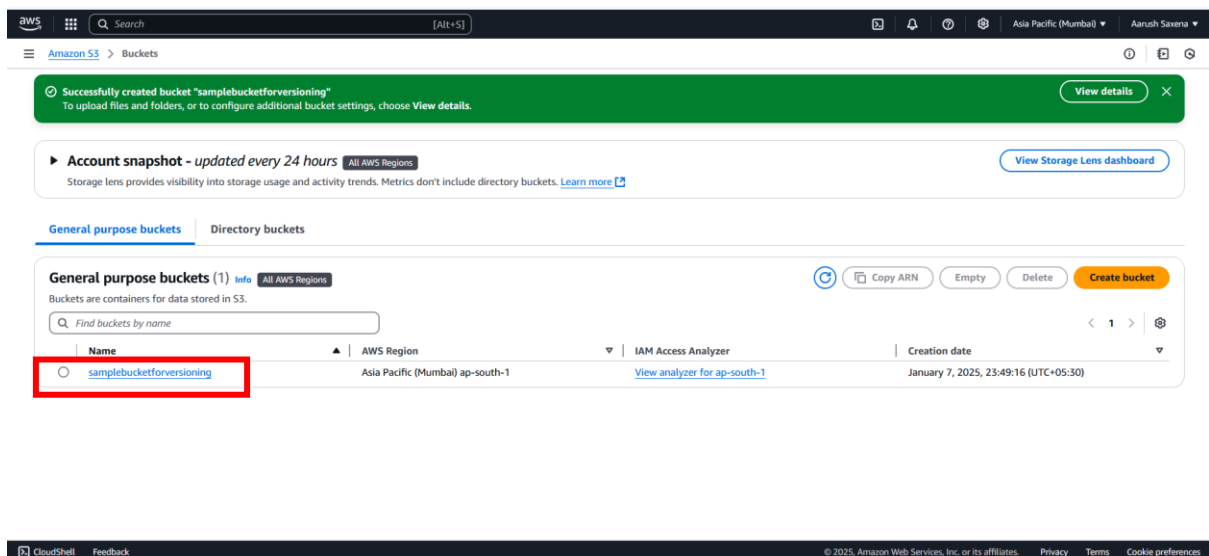 aws Search [Alt+S] Asia Pacific (Mumbai) Aarush Saxena
Amazon S3 > Buckets
Successfully created bucket "samplebucketforversioning"
To upload files and folders, or to configure additional bucket settings, choose View details.
View details
Account snapshot - updated every 24 hours All AWS Regions
Storage lens provides visibility into storage usage and activity trends. Metrics don't include directory buckets. Learn more
View Storage Lens dashboard
General purpose buckets Directory buckets
General purpose buckets (1) Info All AWS Regions
Buckets are containers for data stored in S3.
Copy ARN Empty Delete Create bucket
Find buckets by name < 1 >
Name AWS Region IAM Access Analyzer Creation date
samplebucketforversioning Asia Pacific (Mumbai) ap-south-1 View analyzer for ap-south-1 January 7, 2025, 23:49:16 (UTC+05:30)
CloudShell Feedback © 2025, Amazon Web Services, Inc. or its affiliates. Privacy Terms Cookie preferences